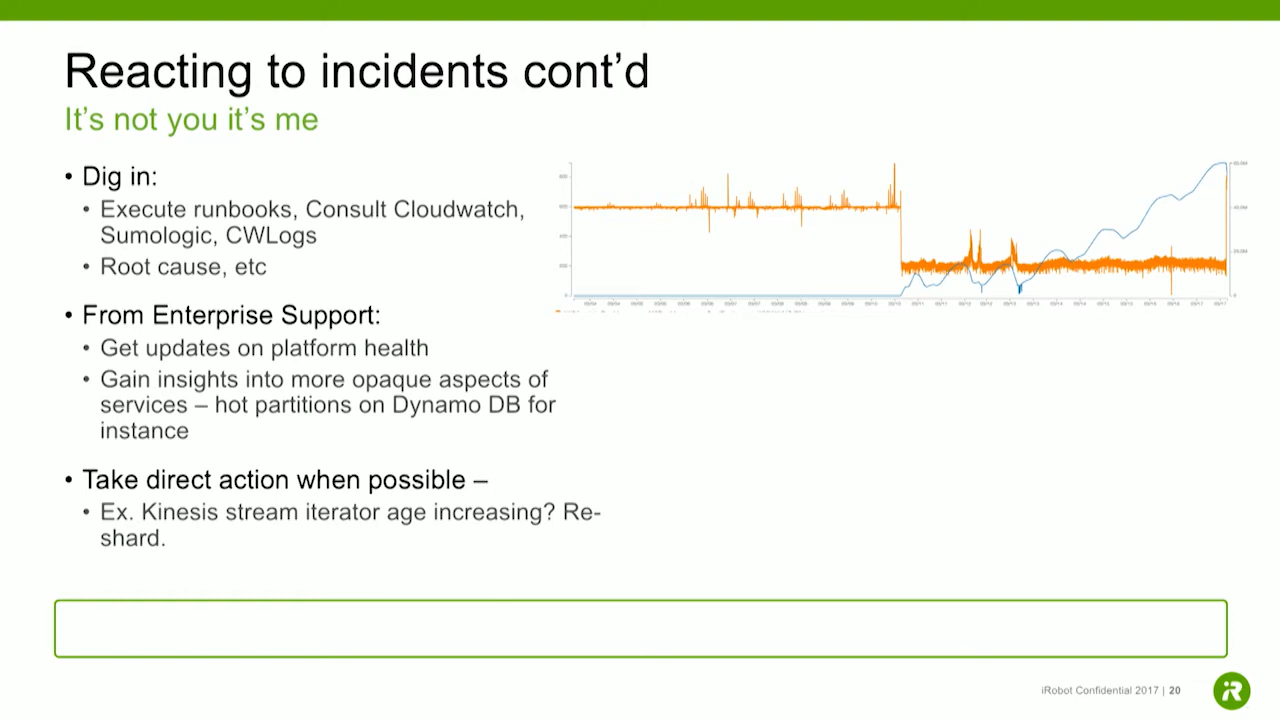 Reacting to incidents cont’d
It’s not you it’s me
• Dig in:
• Execute runbooks, Consult Cloudwatch,
Sumologic, CWLogs
• Root cause, etc
• From Enterprise Support:
• Get updates on platform health
• Gain insights into more opaque aspects of
services – hot partitions on Dynamo DB for
instance
• Take direct action when possible –
• Ex. Kinesis stream iterator age increasing? Re-
shard.
iRobot Confidential 2017 | 20
iR